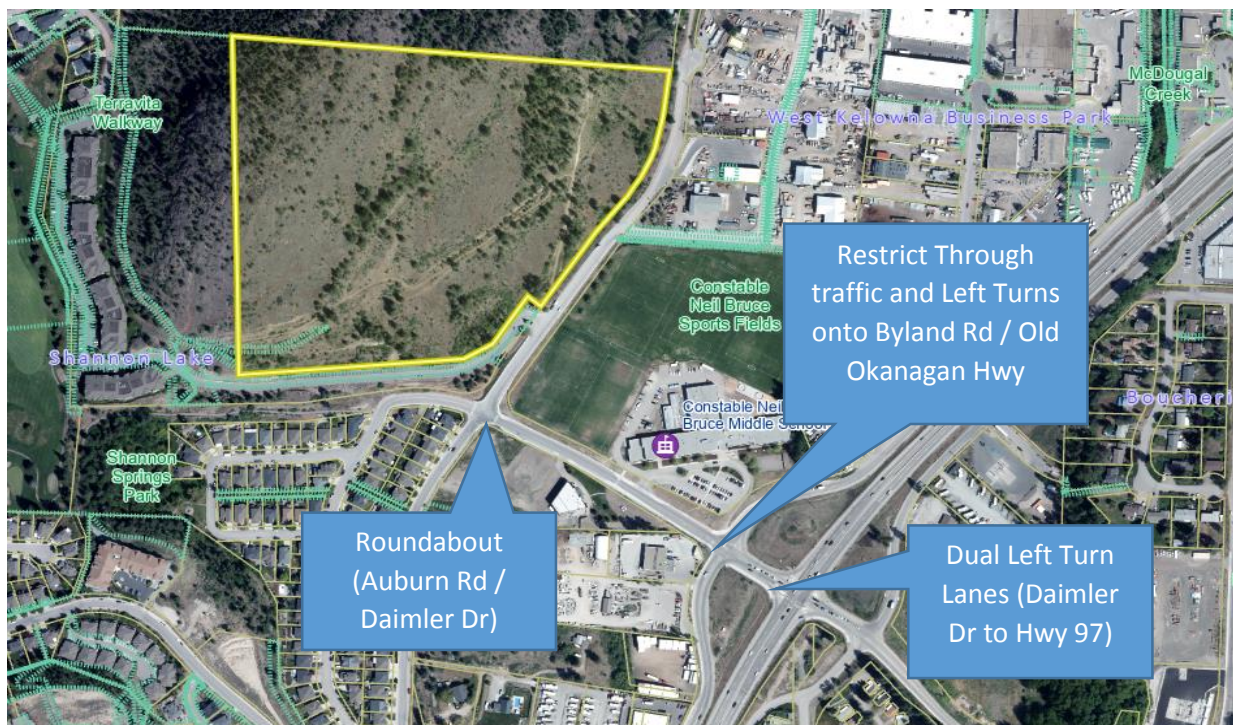 Terravita
Walkway
McDougal
Creek
West Kelowna Business Park
Restrict Through
traffic and Left Turns
onto Byland Rd / Old
Okanagan Hwy
Constable
Neil Bruce
Sports Fields
Shannon Lake
Constable Neil
Bruce Middle School
Boucheri
Shannon
Springs
Park
Roundabout
(Auburn Rd /
Daimler Dr)
Dual Left Turn
Lanes (Daimler
Dr to Hwy 97)